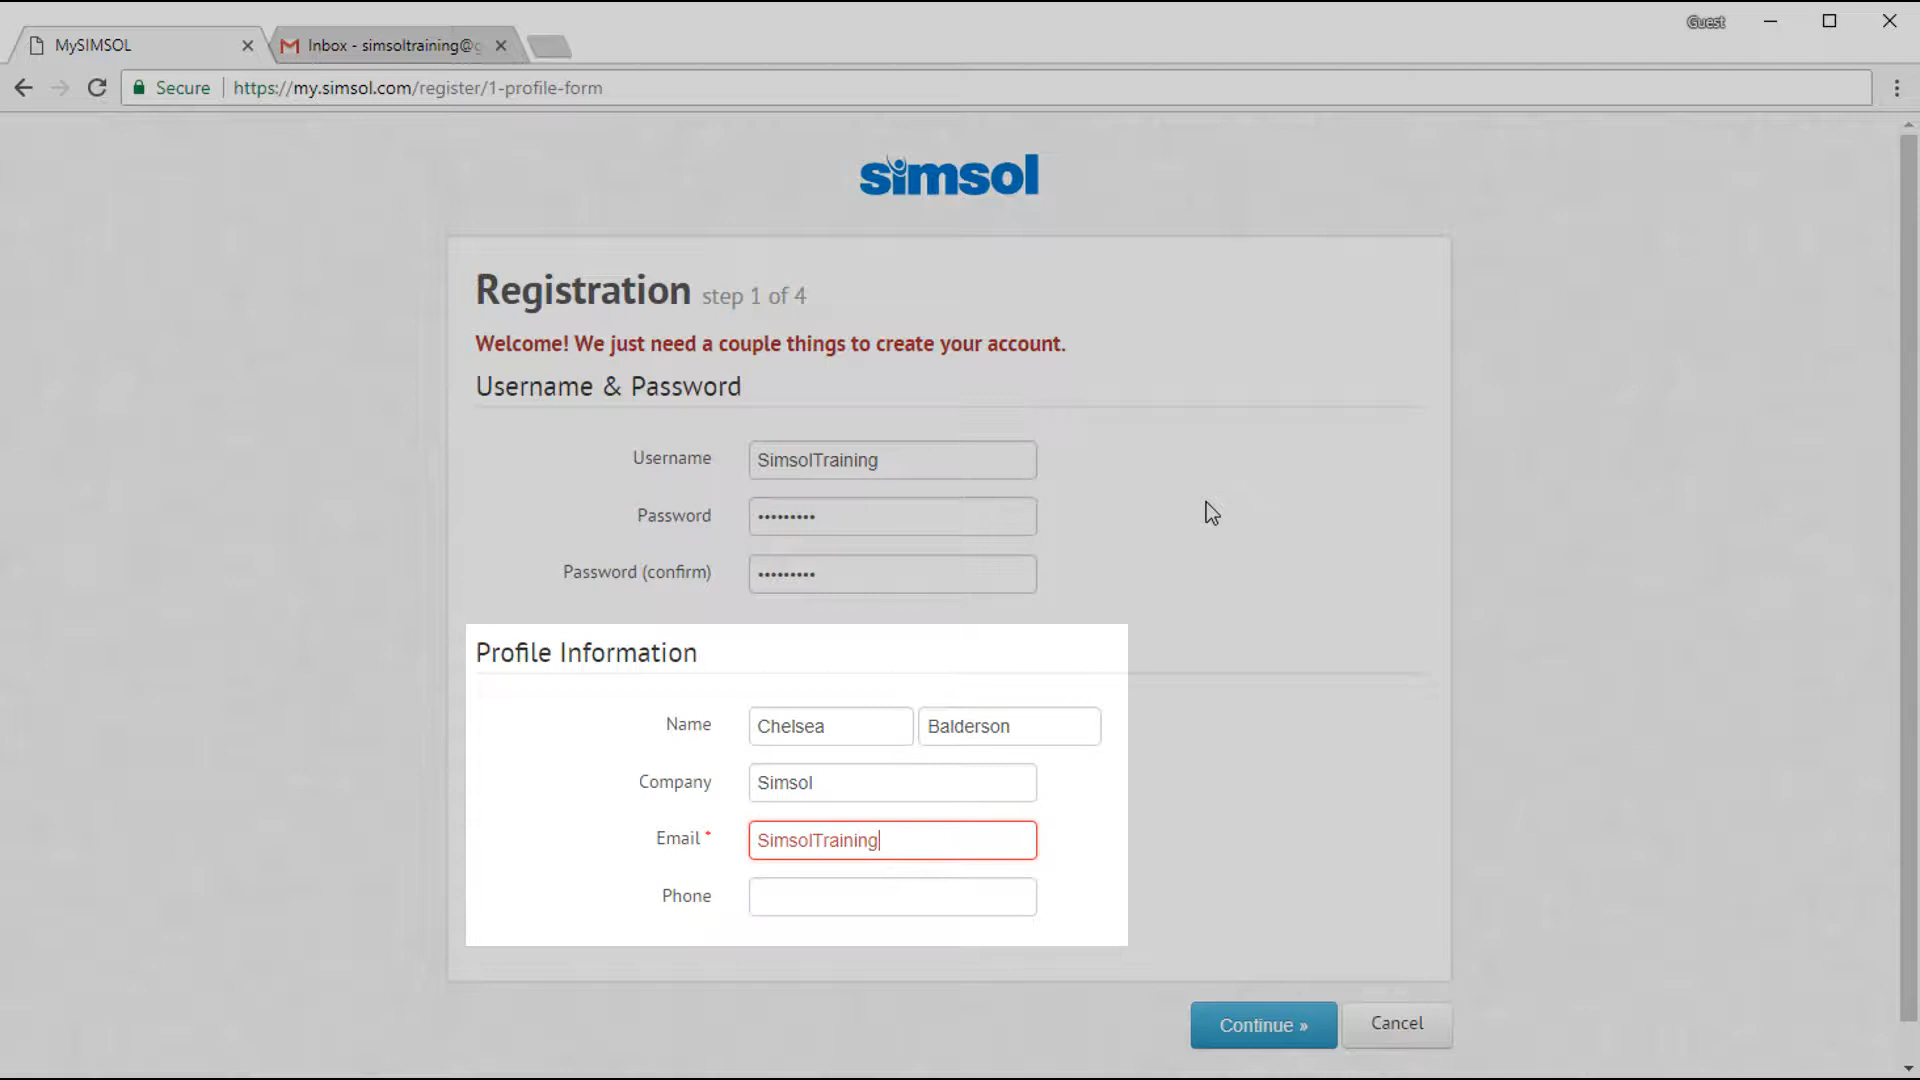 Guest
MySIMSOL
Inbox - simsoltraining@g
Secure
https://my.simsol.com/register/1-profile-form
simsol
Registration step 1 of 4
Welcome! We just need a couple things to create your account.
Username & Password
Username SimsolTraining
Password •••••••••
Password (confirm) •••••••••
Profile Information
Name Chelsea Balderson
Company Simsol
Email * SimsolTraining
Phone
Continue »
Cancel